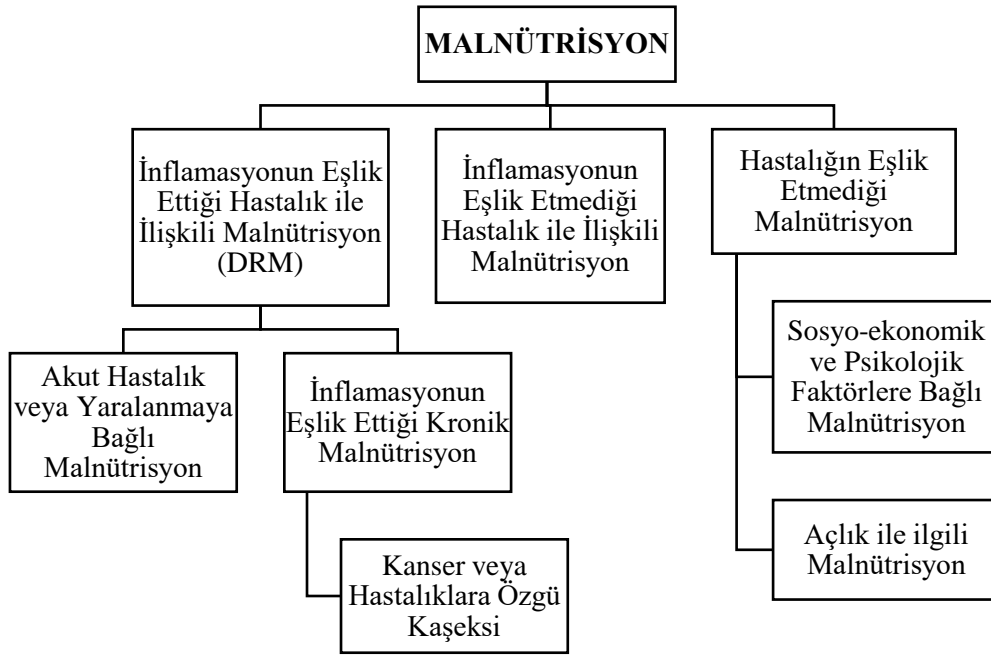 MALNÜTRİSYON
İnflamasyonun Eşlik
Ettiği Hastalık ile
İlişkili Malnütrisyon
(DRM)
İnflamasyonun
Eşlik Etmediği
Hastalık ile İlişkili
Malnütrisyon
Hastalığın Eşlik
Etmediği
Malnütrisyon
Akut Hastalık
veya Yaralanmaya
Bağlı
Malnütrisyon
İnflamasyonun
Eşlik Ettiği Kronik
Malnütrisyon
Kanser veya
Hastalıklara Özgü
Kaşeksi
Sosyo-ekonomik
ve Psikolojik
Faktörlere Bağlı
Malnütrisyon
Açlık ile ilgili
Malnütrisyon